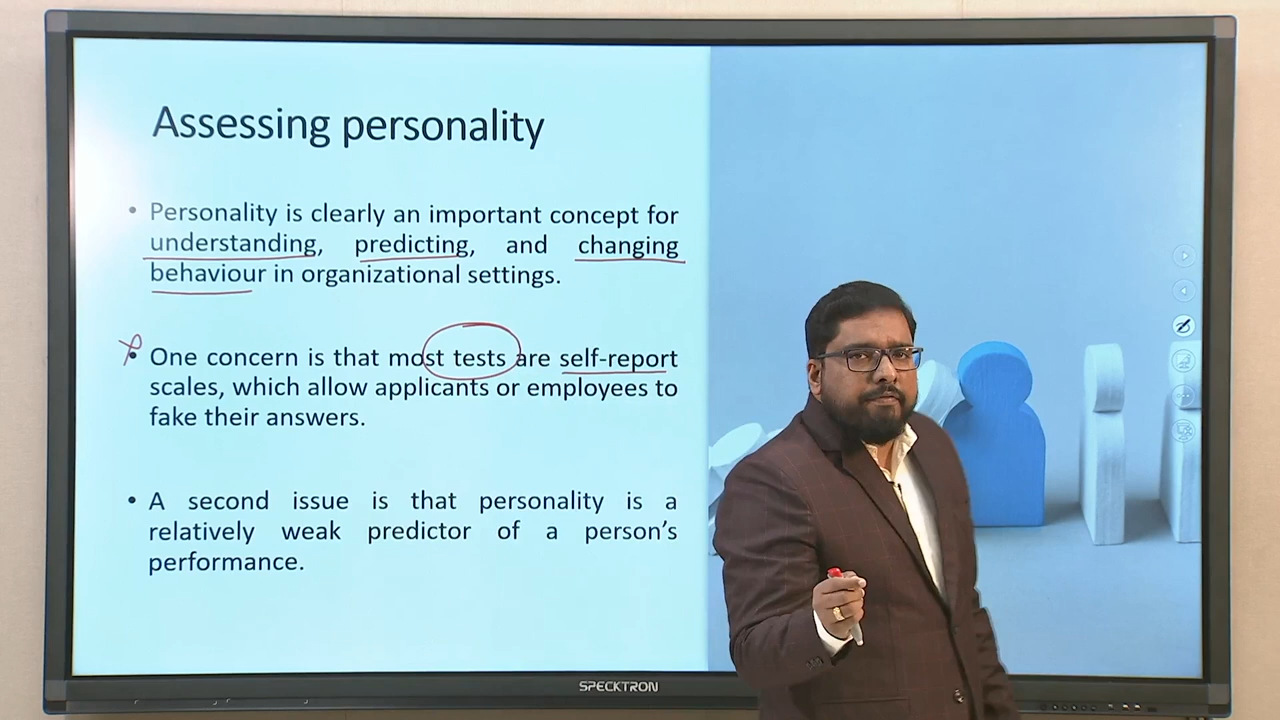 Assessing personality
• Personality is clearly an important concept for
understanding, predicting, and changing
behaviour in organizational settings.
• One concern is that most tests are self-report
scales, which allow applicants or employees to
fake their answers.
• A second issue is that personality is a
relatively weak predictor of a person's
performance.
SPECKTRON